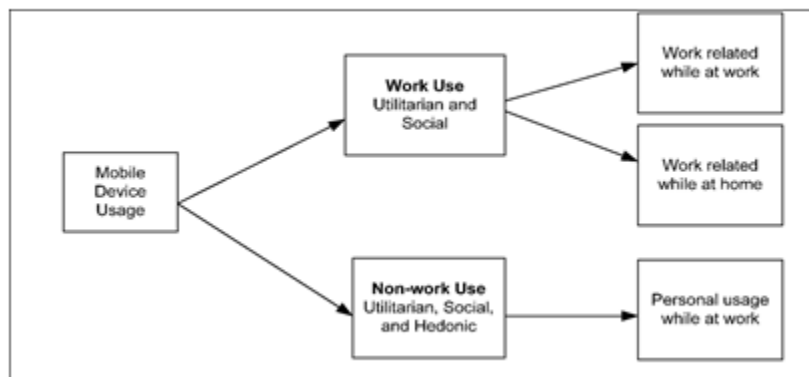 Mobile
Device
Usage
Work Use
Utilitarian and
Social
Non-work Use
Utilitarian, Social,
and Hedonic
Work related
while at work
Work related
while at home
Personal usage
while at work